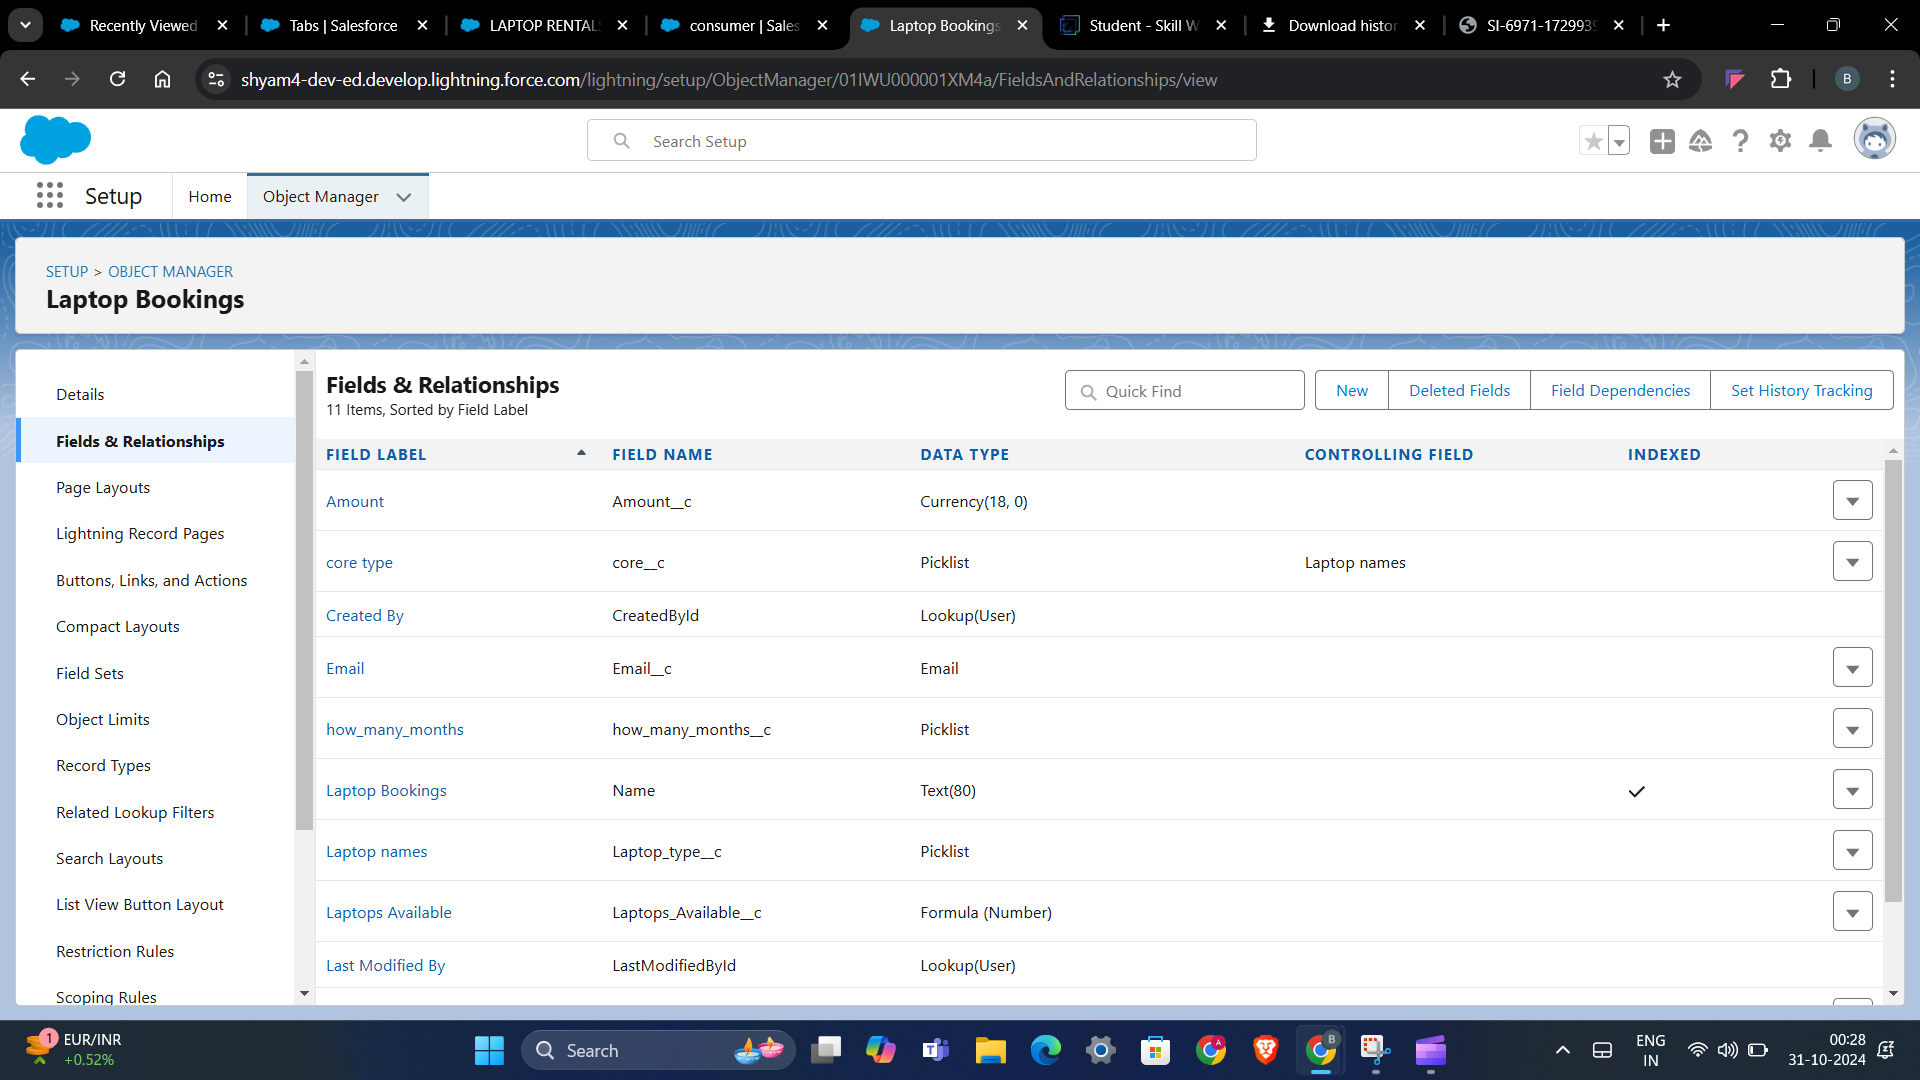 Recently Viewed
Tabs | Salesforce
LAPTOP RENTAL
consumer | Sales
Laptop Bookings
Student - Skill W
Download histor
SI-6971-1729939
shyam4-dev-ed.develop.lightning.force.com/lightning/setup/ObjectManager/01IWU000001XM4a/FieldsAndRelationships/view
B
Search Setup
Setup
Home
Object Manager
SETUP > OBJECT MANAGER
Laptop Bookings
Details
Fields & Relationships
Page Layouts
Lightning Record Pages
Buttons, Links, and Actions
Compact Layouts
Field Sets
Object Limits
Record Types
Related Lookup Filters
Search Layouts
List View Button Layout
Restriction Rules
Scoping Rules
Fields & Relationships
11 Items, Sorted by Field Label
Quick Find
New
Deleted Fields
Field Dependencies
Set History Tracking
FIELD LABEL FIELD NAME DATA TYPE CONTROLLING FIELD INDEXED
Amount Amount__c Currency(18, 0)
core type core__c Picklist Laptop names
Created By CreatedById Lookup(User)
Email Email__c Email
how_many_months how_many_months__c Picklist
Laptop Bookings Name Text(80)
Laptop names Laptop_type__c Picklist
Laptops Available Laptops_Available__c Formula (Number)
Last Modified By LastModifiedById Lookup(User)
1
EUR/INR
+0.52%
Search
A
B
ENG
IN
00:28
31-10-2024